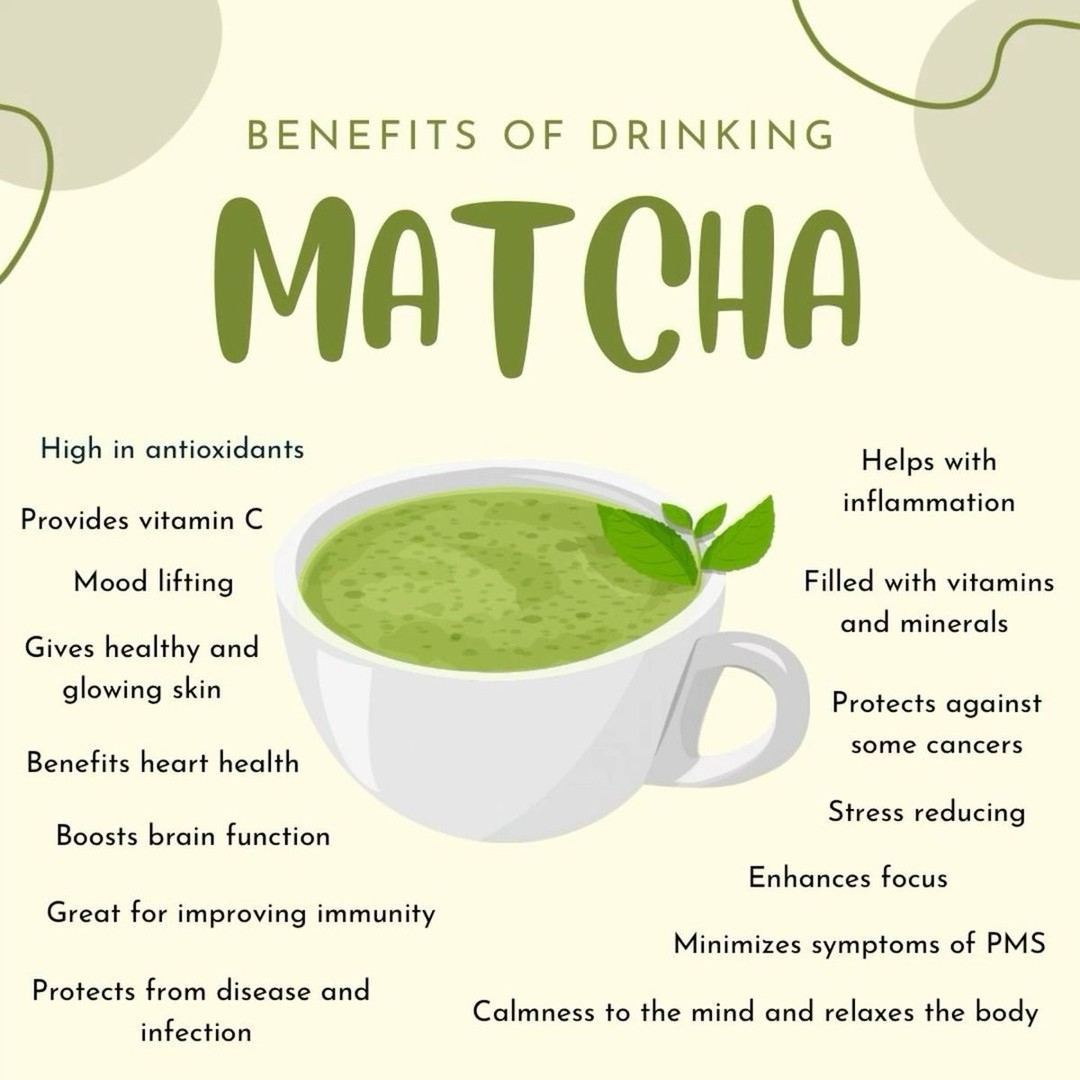 BENEFITS OF DRINKING
MATCHA
High in antioxidants
Provides vitamin C
Mood lifting
Gives healthy and
glowing skin
Benefits heart health
Boosts brain function
Great for improving immunity
Protects from disease and
infection
Helps with
inflammation
Filled with vitamins
and minerals
Protects against
some cancers
Stress reducing
Enhances focus
Minimizes symptoms of PMS
Calmness to the mind and relaxes the body